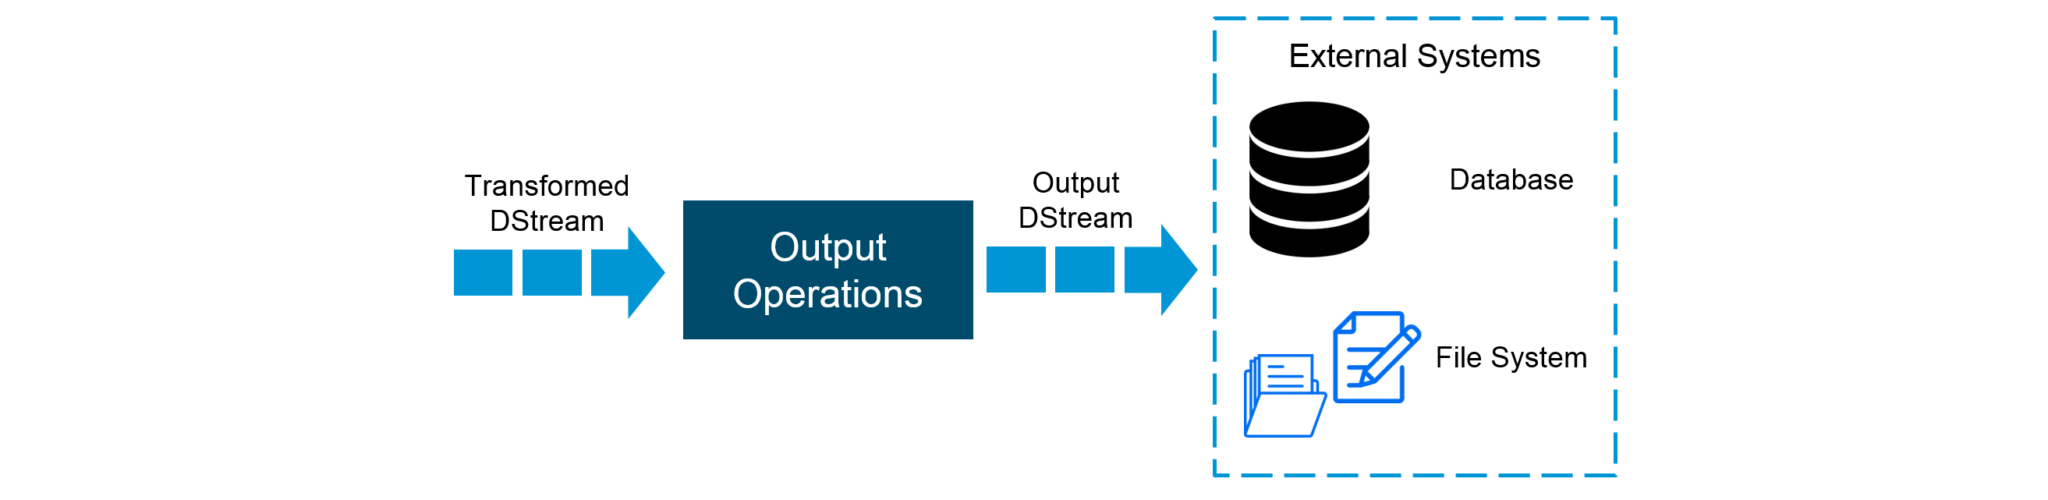 Transformed
DStream
Output
Operations
Output
DStream
External Systems
Database
File System